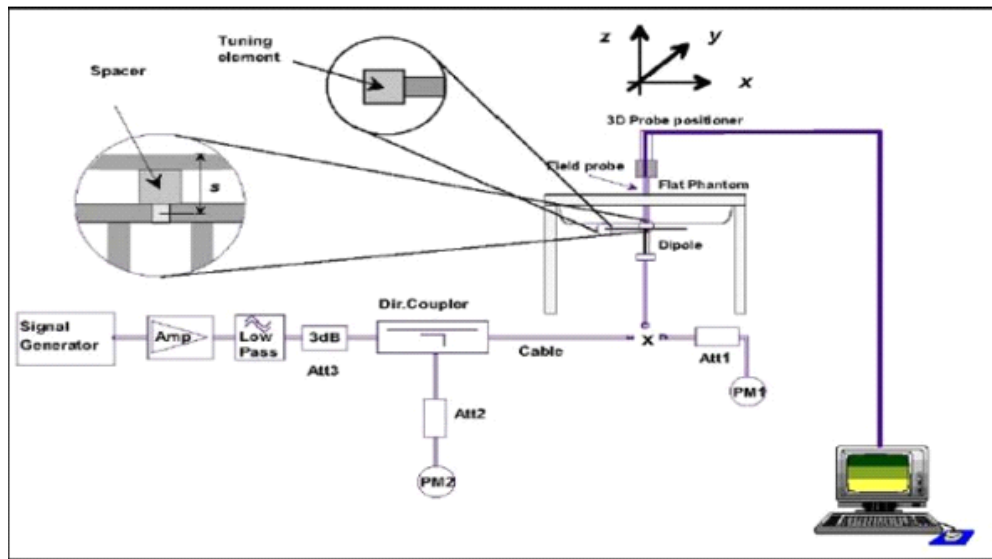 Tuning
element
Spacer
s
z
y
x
3D Probe positioner
Field probe
Flat Phantom
Dipole
Signal
Generator
Amp
Low
Pass
3dB
Att3
Dir.Coupler
Cable
x
Att1
PM1
Att2
PM2